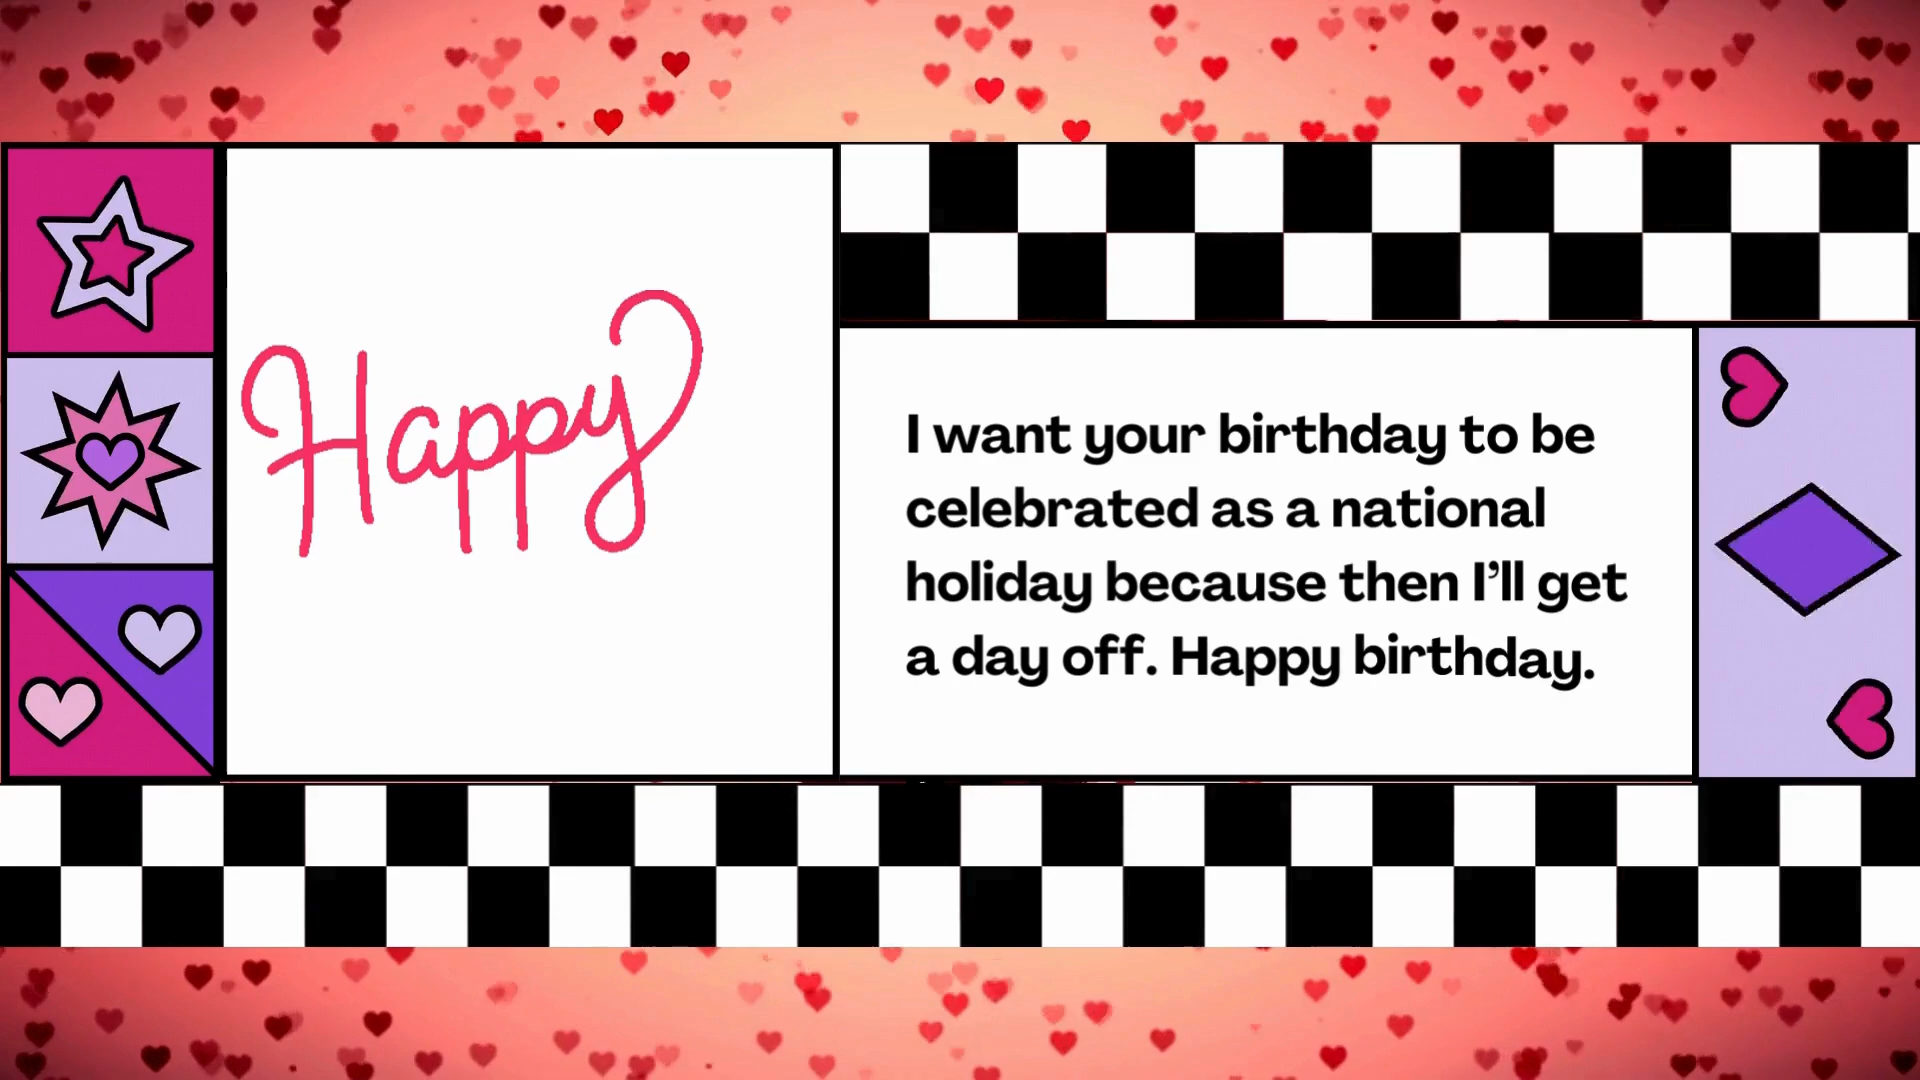 Happy
I want your birthday to be
celebrated as a national
holiday because then I’ll get
a day off. Happy birthday.